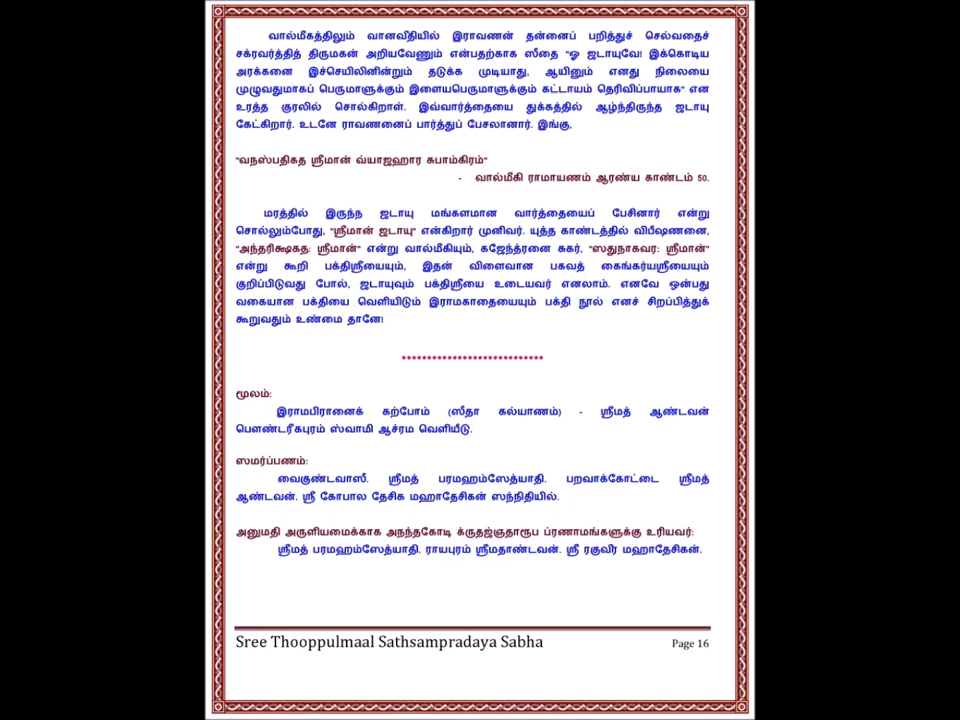 வால்மீகத்திலும் வானவீதியில் இராவணன் தன்னைப் பறித்துச் செல்வதைச்
சக்ரவர்த்தித் திருமகன் அறியவேணும் என்பதற்காக ஸீதை "ஓ ஜடாயுவே! இக்கொடிய
அரக்கனை இச்செயிலினின்றும் தடுக்க முடியாது, ஆயினும் எனது நிலையை
முழுவதுமாகப் பெருமாளுக்கும் இளையபெருமாளுக்கும் கட்டாயம் தெரிவிப்பாயாக" என
உரத்த குரலில் சொல்கிறாள். இவ்வார்த்தையை துக்கத்தில் ஆழ்ந்திருந்த ஜடாயு
கேட்கிறார். உடனே ராவணனைப் பார்த்துப் பேசலானார். இங்கு,
"வநஸ்பதிகத ஸ்ரீமான் வ்யாஜஹார சுபாம்கிரம்"
- வால்மீகி ராமாயணம் ஆரண்ய காண்டம் 50.
மரத்தில் இருந்ந ஜடாயு மங்களமான வார்த்தையைப் பேசினார் என்று
சொல்லும்போது, "ஸ்ரீமான் ஜடாயு" என்கிறார் முனிவர். யுத்த காண்டத்தில் விபீஷணனை,
"அந்தரிக்ஷகத: ஸ்ரீமான்" என்று வால்மீகியும், கஜேந்த்ரனை சுகர், "ஸதுநாகவர: ஸ்ரீமான்"
என்று கூறி பக்திஸ்ரீயையும், இதன் விளைவான பகவத் கைங்கர்யஸ்ரீயையும்
குறிப்பிடுவது போல், ஜடாயுவும் பக்திஸ்ரீயை உடையவர் எனலாம். எனவே ஒன்பது
வகையான பக்தியை வெளியிடும் இராமகாதையையும் பக்தி நூல் எனச் சிறப்பித்துக்
கூறுவதும் உண்மை தானே!
****************************
மூலம்:
இராமபிரானைக் கற்போம் (ஸீதா கல்யாணம்) - ஸ்ரீமத் ஆண்டவன்
பௌண்டரீகபுரம் ஸ்வாமி ஆச்ரம வெளியீடு.
ஸமர்ப்பணம்:
வைகுண்டவாஸீ. ஸ்ரீமத் பரமஹம்ஸேத்யாதி. பறவாக்கோட்டை ஸ்ரீமத்
ஆண்டவன். ஸ்ரீ கோபால தேசிக மஹாதேசிகன் ஸந்நிதியில்.
அனுமதி அருளியமைக்காக அநந்தகோடி க்ருதஜ்ஞதாரூப ப்ரணாமங்களுக்கு உரியவர்:
ஸ்ரீமத் பரமஹம்ஸேத்யாதி. ராயபுரம் ஸ்ரீமதாண்டவன். ஸ்ரீ ரகுவீர மஹாதேசிகன்.
Sree Thooppulmaal Sathsampradaya Sabha Page 16